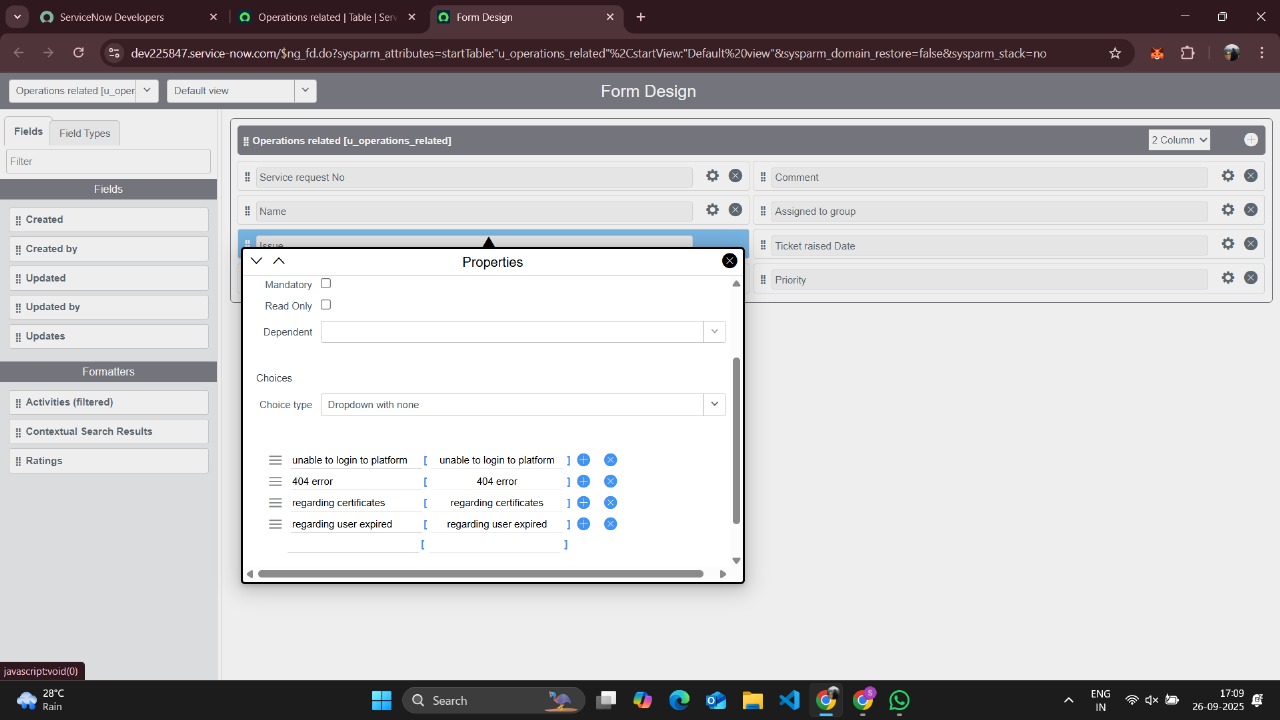 ServiceNow Developers
Operations related | Table | Serv
Form Design
dev225847.service-now.com/$ng_fd.do?sysparm_attributes=startTable:"u_operations_related"%2CstartView:"Default%20view"&sysparm_domain_restore=false&sysparm_stack=no
Operations related [u_oper
Default view
Form Design
Fields
Field Types
Filter
Fields
Created
Created by
Updated
Updated by
Updates
Formatters
Activities (filtered)
Contextual Search Results
Ratings
Operations related [u_operations_related]
2 Column
Service request No
Comment
Name
Assigned to group
Issue
Ticket raised Date
Priority
Properties
Mandatory
Read Only
Dependent
Choices
Choice type
Dropdown with none
unable to login to platform [ unable to login to platform ]
404 error [ 404 error ]
regarding certificates [ regarding certificates ]
regarding user expired [ regarding user expired ]
[ ]
javascript:void(0)
28°C
Rain
Search
ENG
IN
17:09
26-09-2025